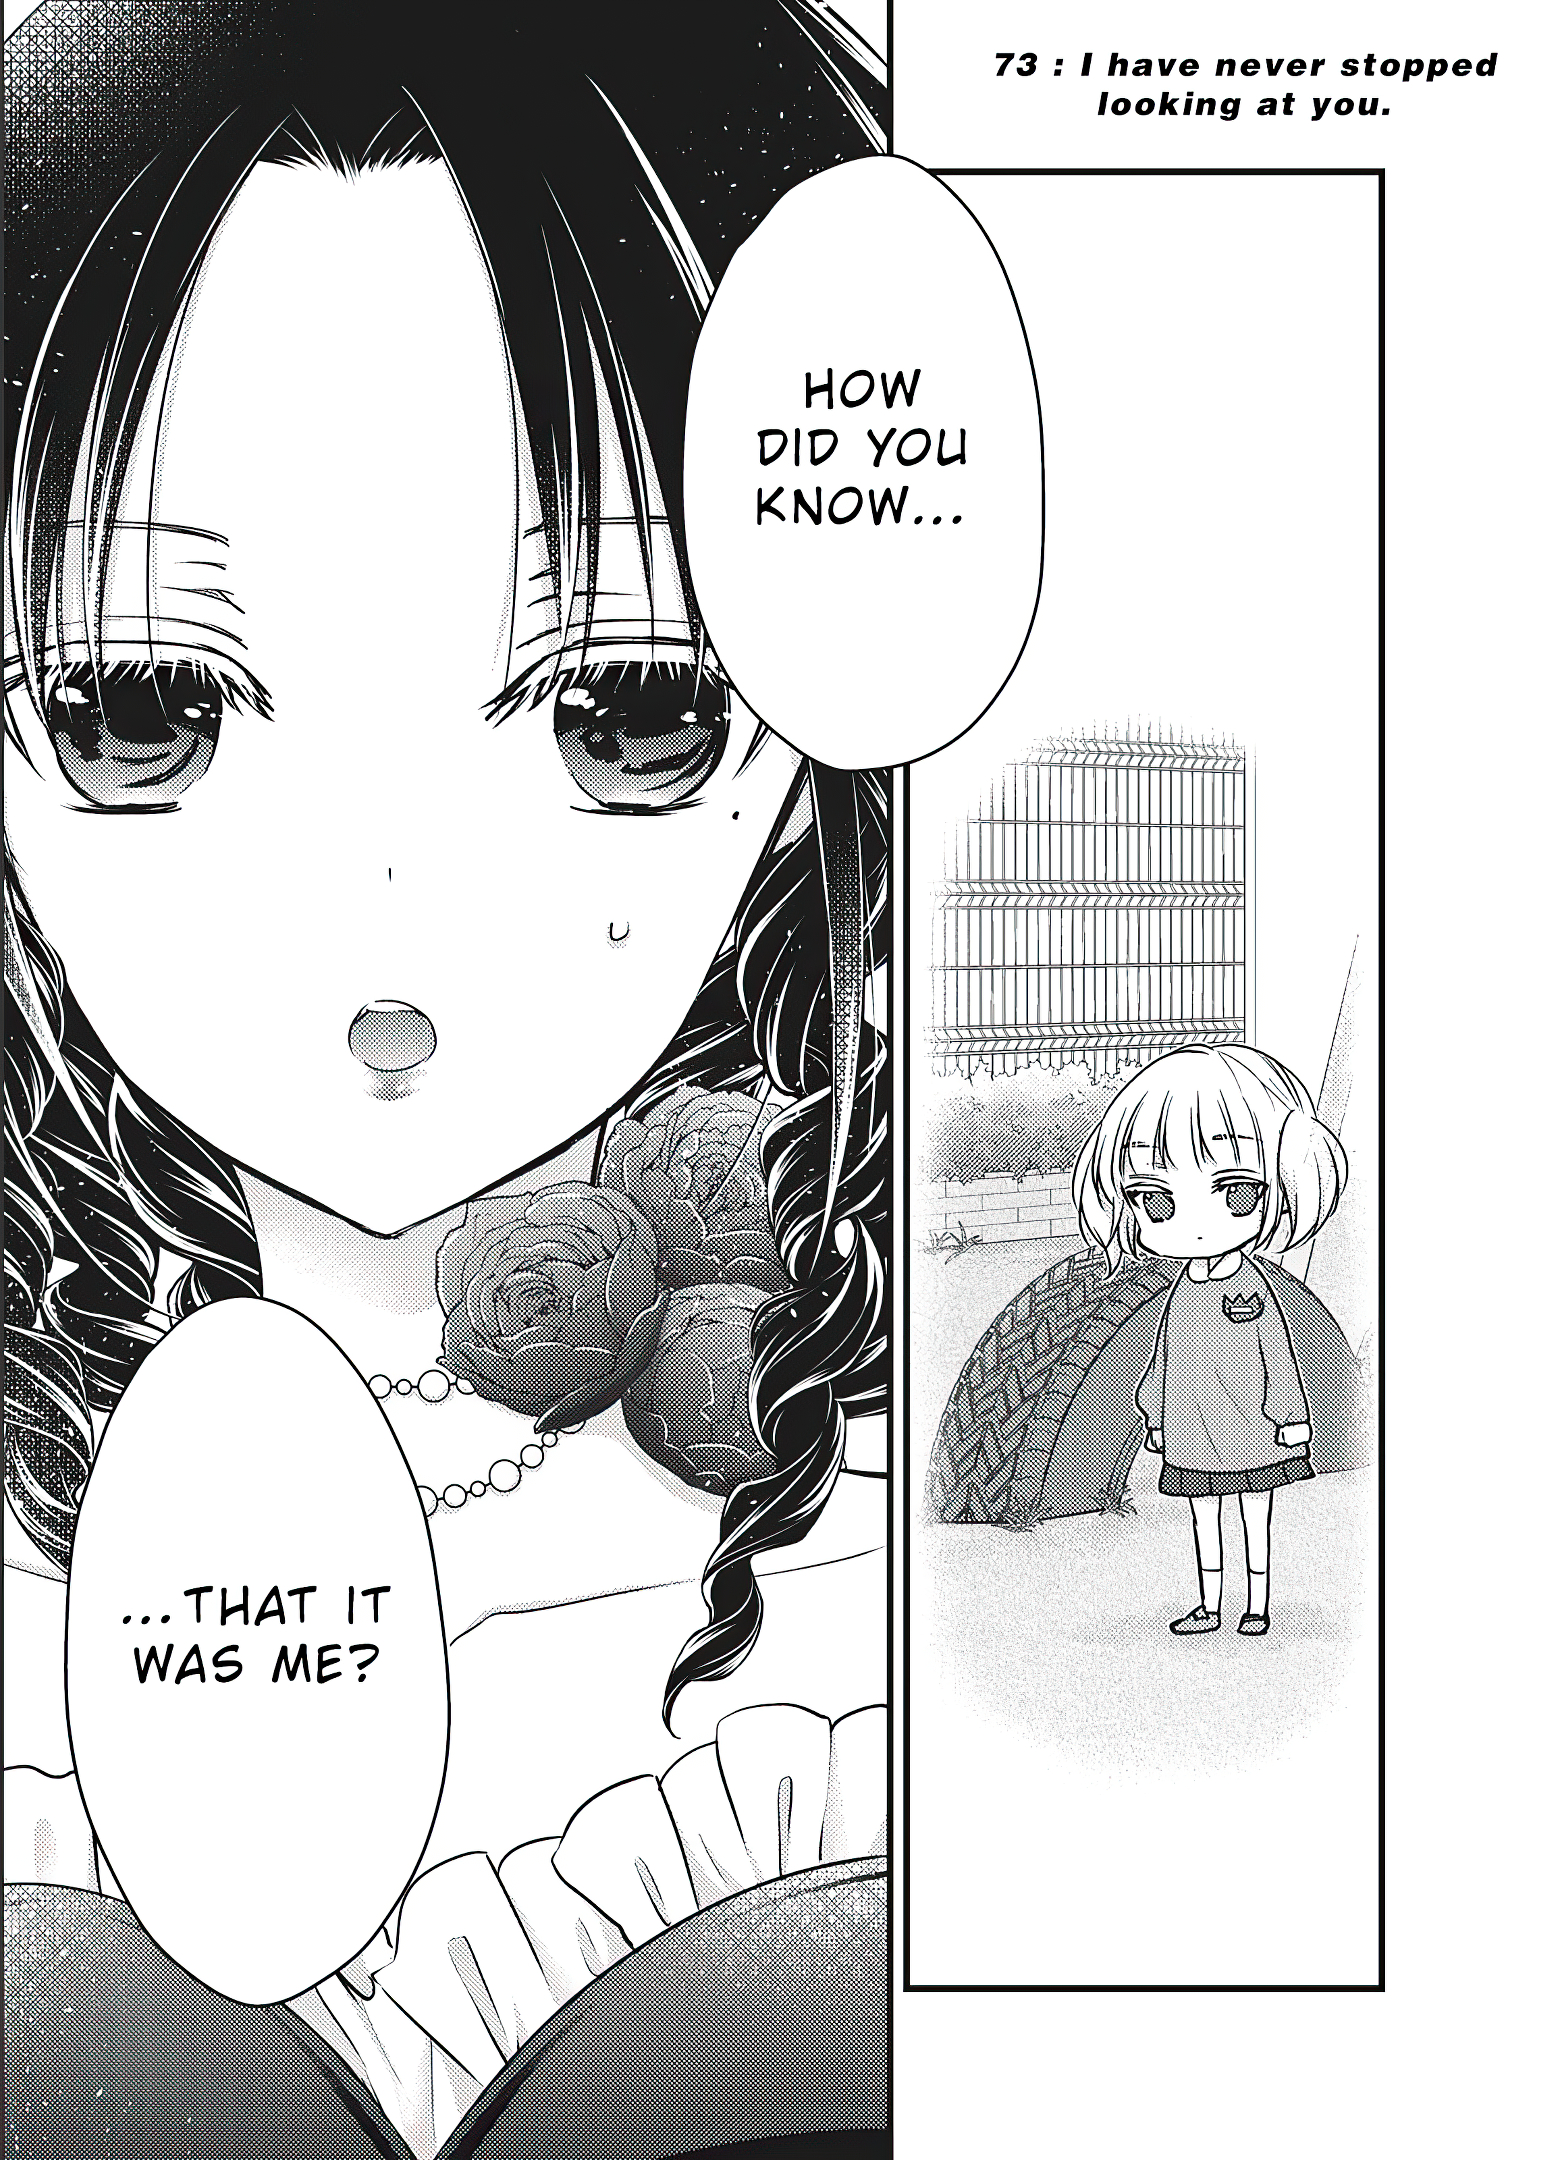 73 : I have never stopped
looking at you.
HOW
DID YOU
KNOW...
...THAT IT
WAS ME?